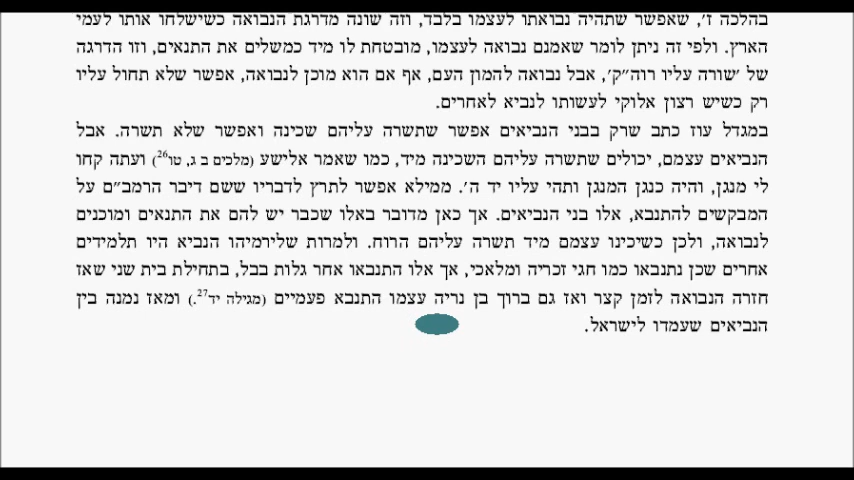 בהלכה ז', שאפשר שתהיה נבואתו לעצמו בלבד, וזה שונה מדרגת הנבואה כשישלחו אותו לעמי
הארץ. ולפי זה ניתן לומר שאמנם נבואה לעצמו, מובטחת לו מיד כמשלים את התנאים, וזו הדרגה
של 'שורה עליו רוה"ק', אבל נבואה להמון העם, אף אם הוא מוכן לנבואה, אפשר שלא תחול עליו
רק כשיש רצון אלוקי לעשותו לנביא לאחרים.
במגדל עוז כתב שרק בבני הנביאים אפשר שתשרה עליהם שכינה ואפשר שלא תשרה. אבל
הנביאים עצמם, יכולים שתשרה עליהם השכינה מיד, כמו שאמר אלישע (מלכים ב ג, טו26) ועתה קחו
לי מנגן, והיה כנגן המנגן ותהי עליו יד ה'. ממילא אפשר לתרץ לדבריו ששם דיבר הרמב"ם על
המבקשים להתנבא, אלו בני הנביאים. אך כאן מדובר באלו שכבר יש להם את התנאים ומוכנים
לנבואה, ולכן כשיכינו עצמם מיד תשרה עליהם הרוח. ולמרות שלירמיהו הנביא היו תלמידים
אחרים שכן נתנבאו כמו חגי זכריה ומלאכי, אך אלו התנבאו אחר גלות בבל, בתחילת בית שני שאז
חזרה הנבואה לזמן קצר ואז גם ברוך בן נריה עצמו התנבא פעמיים (מגילה יד27.) ומאז נמנה בין
הנביאים שעמדו לישראל.